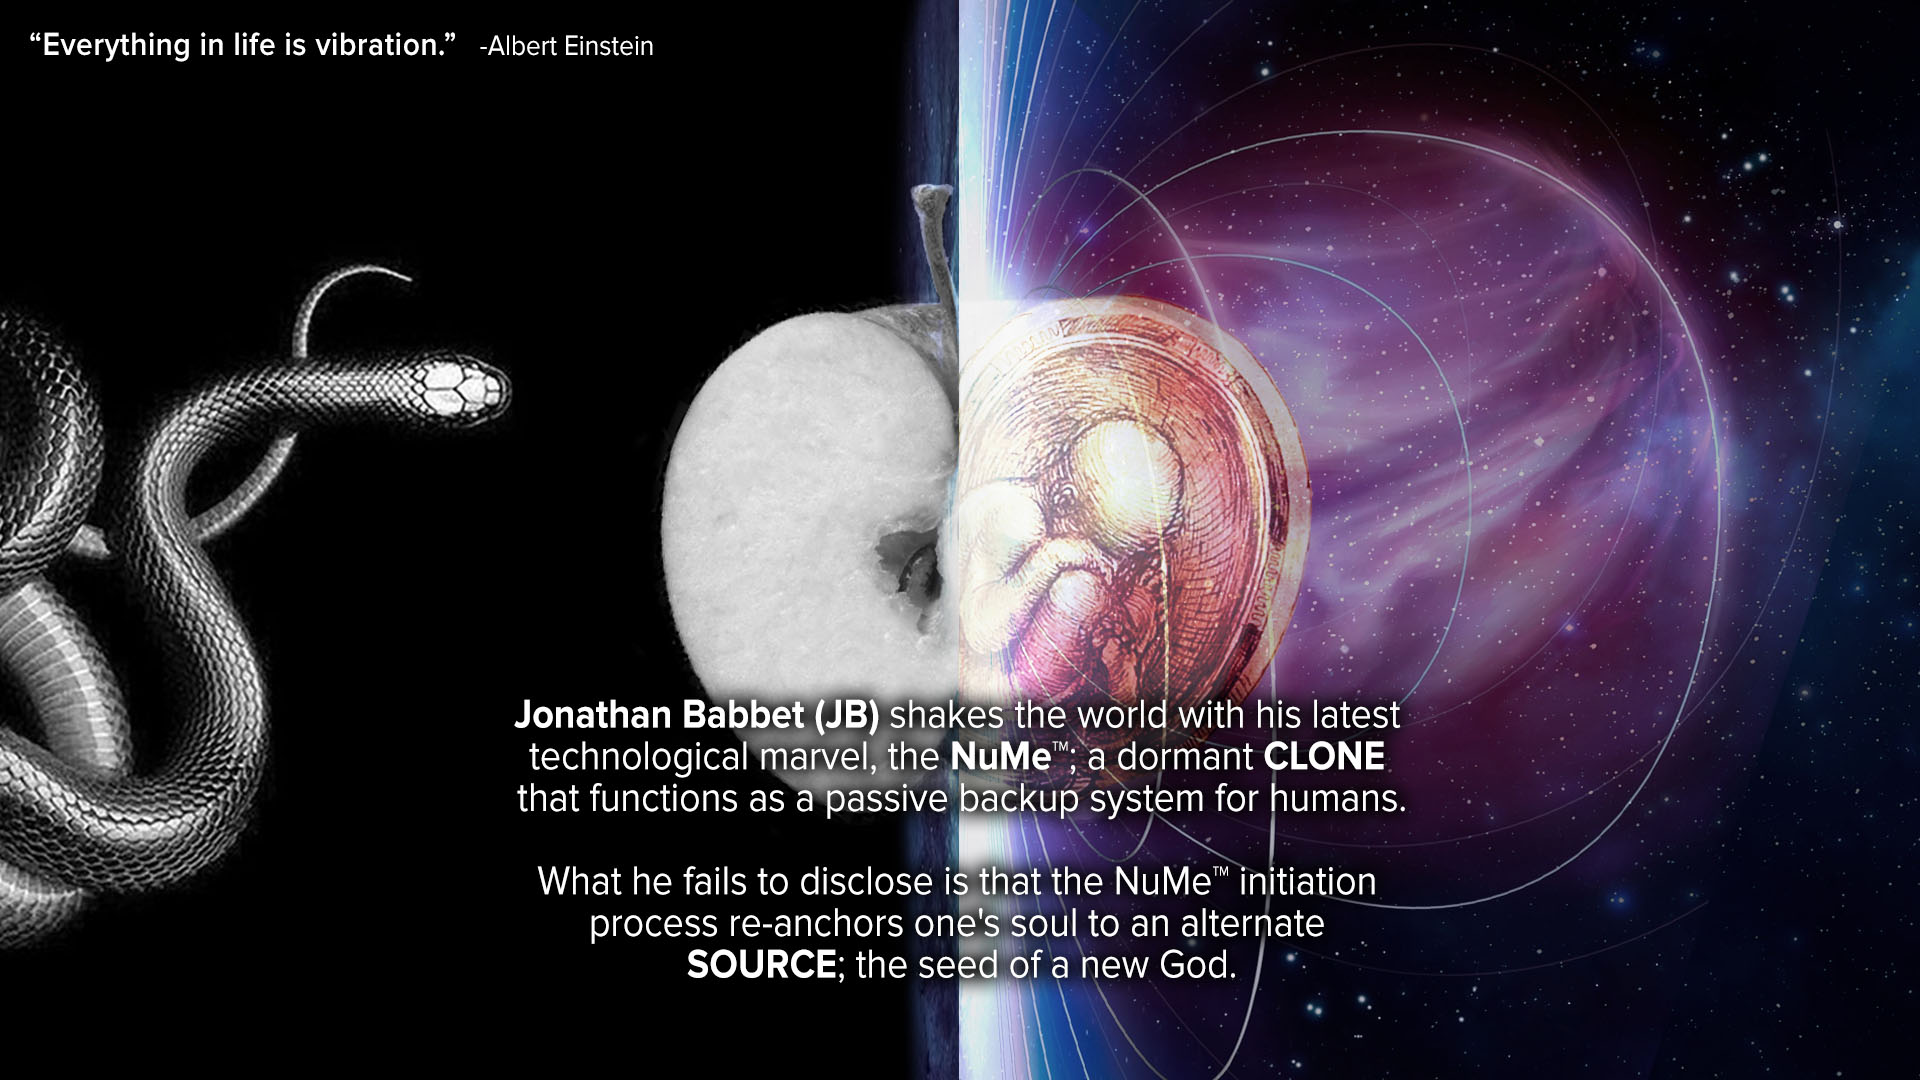 “Everything in life is vibration.” -Albert Einstein
Jonathan Babbet (JB) shakes the world with his latest
technological marvel, the NuMe™; a dormant CLONE
that functions as a passive backup system for humans.
What he fails to disclose is that the NuMe™ initiation
process re-anchors one's soul to an alternate
SOURCE; the seed of a new God.